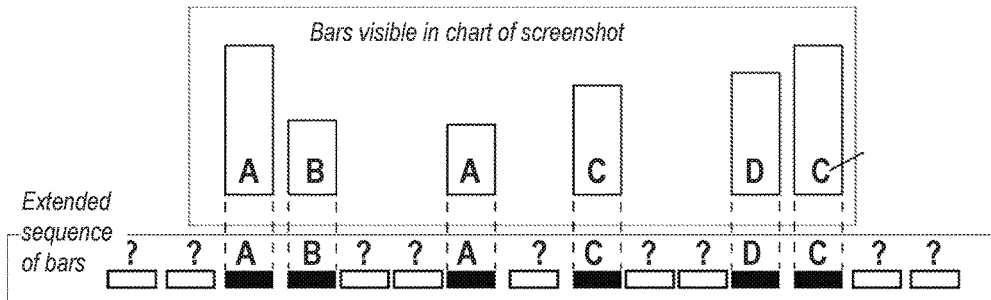 Bars visible in chart of screenshot
A B A C D C
Extended
sequence
of bars
? ? A B ? ? A ? C ? ? D C ? ?